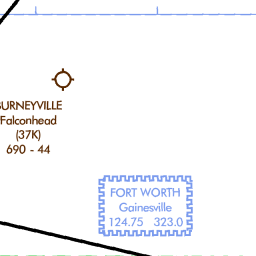 BURNEYVILLE
Falconhead
(37K)
690 - 44
FORT WORTH
Gainesville
124.75 323.0